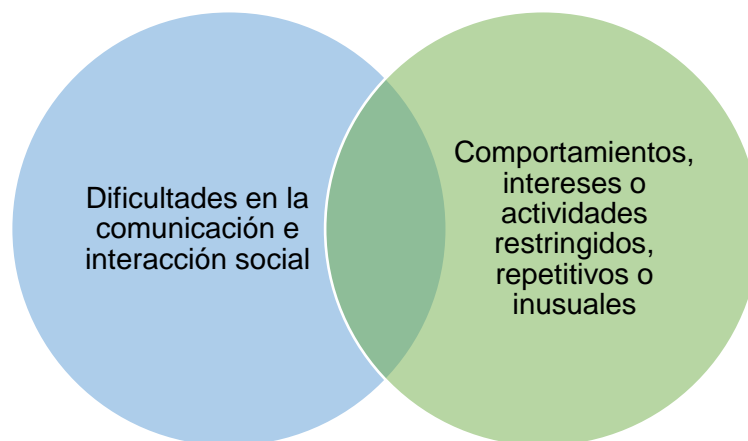 Dificultades en la
comunicación e
interacción social
Comportamientos,
intereses o
actividades
restringidos,
repetitivos o
inusuales